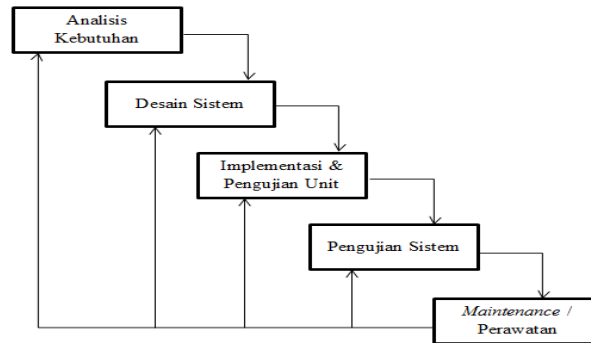 Analisis
Kebutuhan
Desain Sistem
Implementasi &
Pengujian Unit
Pengujian Sistem
Maintenance /
Perawatan